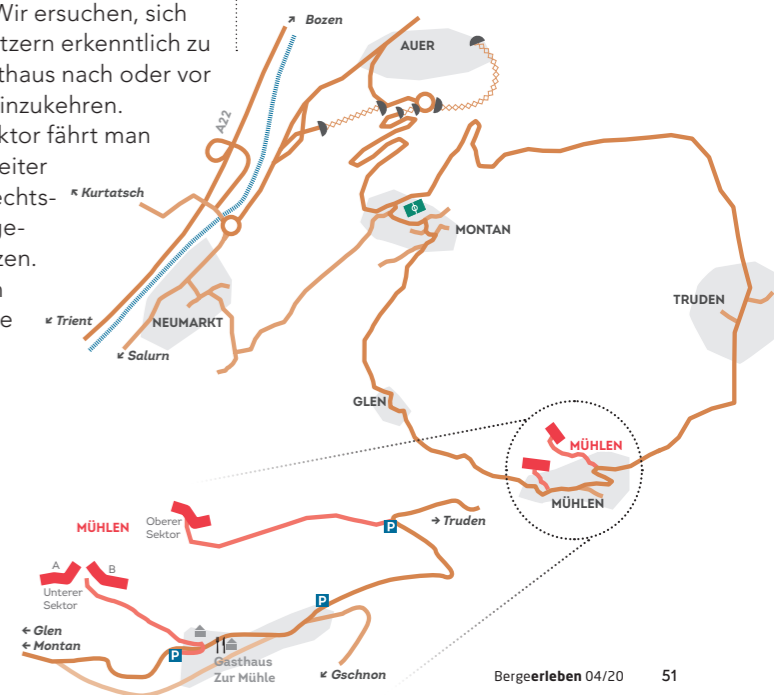 Wir ersuchen, sich
tzern erkenntlich zu
thaus nach oder vor
inzukehren.
ktor fährt man
eiter
echts-
ge-
zen.
n
e
↗ Bozen
AUER
A22
↖ Kurtatsch
MONTAN
TRUDEN
NEUMARKT
↙ Trient
↙ Salurn
GLEN
MÜHLEN
MÜHLEN
MÜHLEN
Oberer
Sektor
→ Truden
P
A
B
Unterer
Sektor
P
← Glen
← Montan
P
Gasthaus
Zur Mühle
↙ Gschnon
Bergeerleben 04/20 51